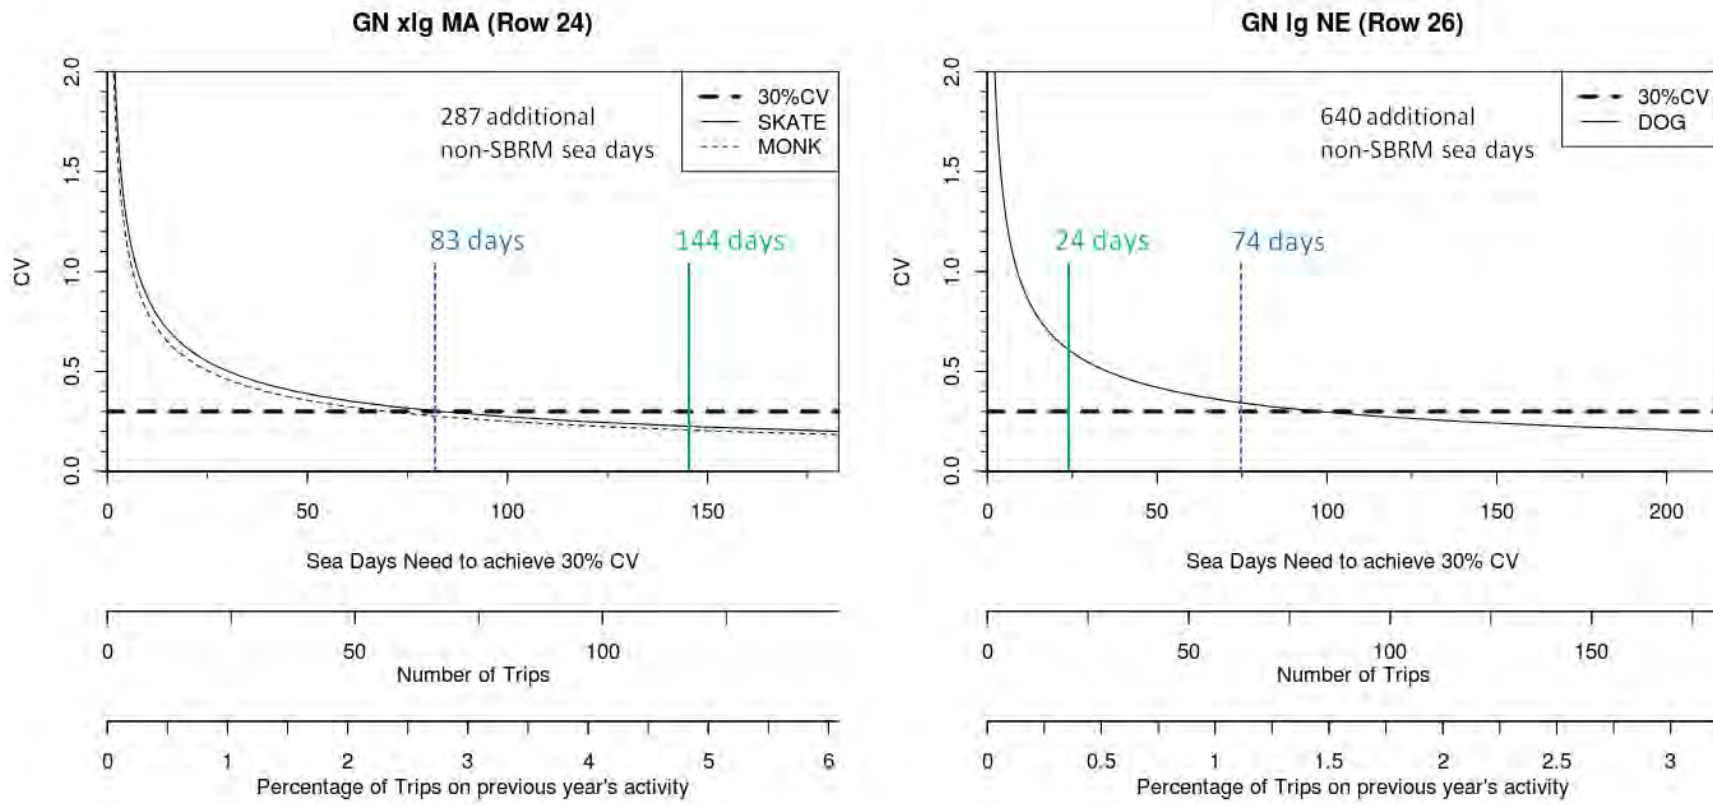 GN xlg MA (Row 24)
2.0
1.5
1.0
0.5
0.0
CV
287 additional
non-SBRM sea days
30%CV
SKATE
MONK
83 days
144 days
0 50 100 150
Sea Days Need to achieve 30% CV
0 50 100
Number of Trips
0 1 2 3 4 5 6
Percentage of Trips on previous year's activity
GN lg NE (Row 26)
2.0
1.5
1.0
0.5
0.0
CV
640 additional
non-SBRM sea days
30%CV
DOG
24 days
74 days
0 50 100 150 200
Sea Days Need to achieve 30% CV
0 50 100 150
Number of Trips
0 0.5 1 1.5 2 2.5 3
Percentage of Trips on previous year's activity